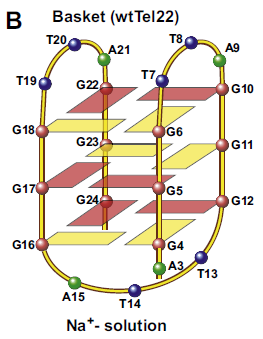 B Basket (wtTel22)
T20 A21 T8 A9
T19 G22 T7 G10
G18 G6
G23 G11
G17 G5
G24 G12
G16 G4
A3 T13
A15 T14
Na⁺- solution